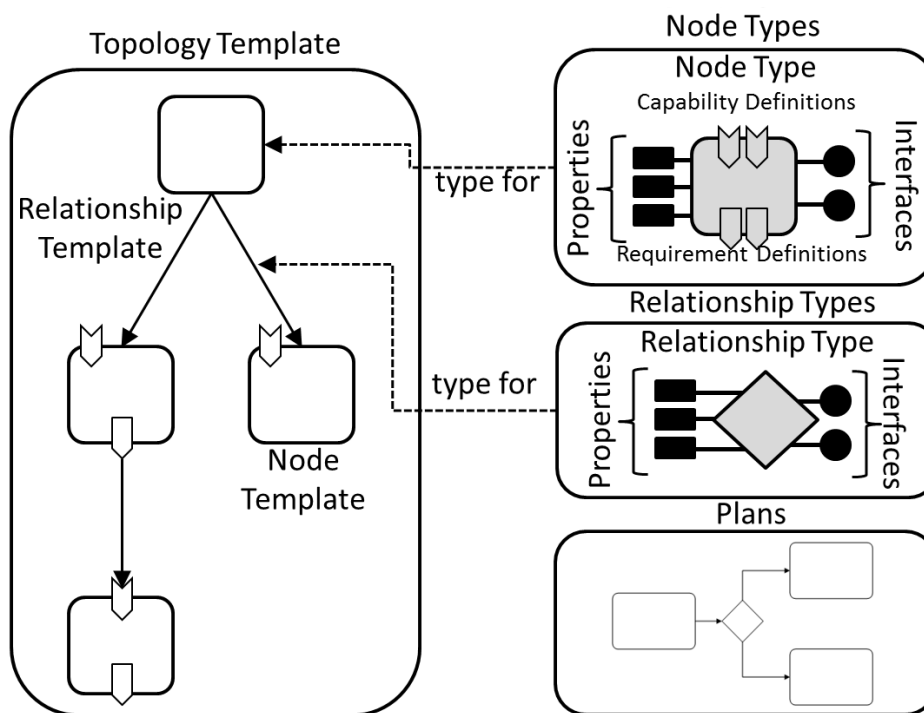 Topology Template
Relationship
Template
Node
Template
type for
type for
Node Types
Node Type
Capability Definitions
Properties
Interfaces
Requirement Definitions
Relationship Types
Relationship Type
Properties
Interfaces
Plans